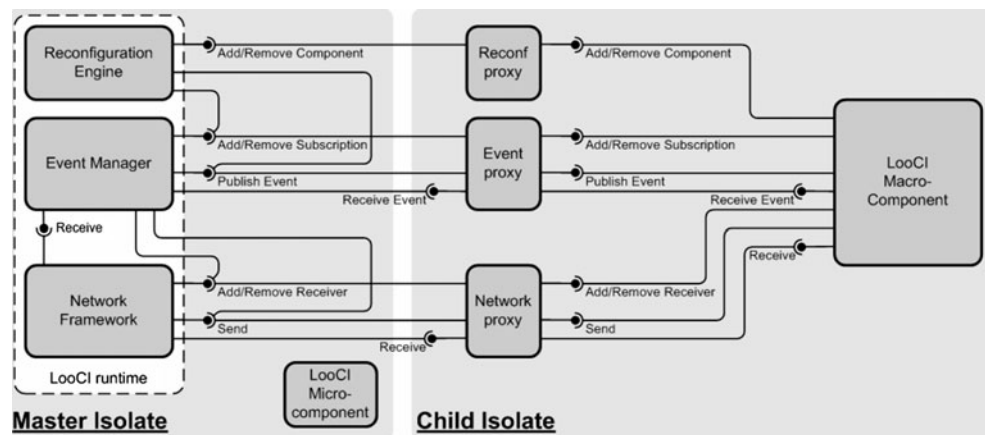 Reconfiguration
Engine
Add/Remove Component
Reconf
proxy
Add/Remove Component
Event Manager
Add/Remove Subscription
Publish Event
Receive Event
Event
proxy
Add/Remove Subscription
Publish Event
Receive Event
LooCI
Macro-
Component
Receive
Network
Framework
Add/Remove Receiver
Send
Receive
Network
proxy
Add/Remove Receiver
Send
Receive
LooCI runtime
LooCI
Micro-
component
Master Isolate
Child Isolate